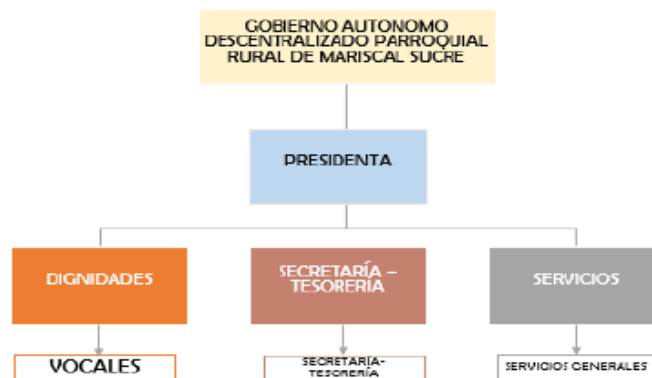 GOBIERNO AUTONOMO
DESCENTRALIZADO PARROQUIAL
RURAL DE MARISCAL SUCRE
PRESIDENTA
DIGNIDADES
SECRETARÍA –
TESORERIA
SERVICIOS
VOCALES
SECRETARÍA-
TESORERÍA
SERVICIOS GENERALES